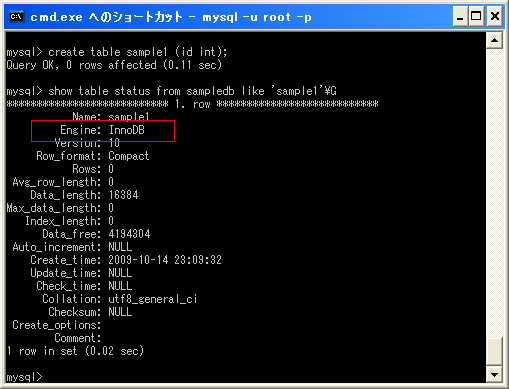 cmd.exe へのショートカット - mysql -u root -p
mysql> create table sample1 (id int);
Query OK, 0 rows affected (0.11 sec)
mysql> show table status from sampledb like 'sample1'¥G
*************************** 1. row ***************************
Name: sample1
Engine: InnoDB
Version: 10
Row_format: Compact
Rows: 0
Avg_row_length: 0
Data_length: 16384
Max_data_length: 0
Index_length: 0
Data_free: 4194304
Auto_increment: NULL
Create_time: 2009-10-14 23:09:32
Update_time: NULL
Check_time: NULL
Collation: utf8_general_ci
Checksum: NULL
Create_options:
Comment:
1 row in set (0.02 sec)
mysql>